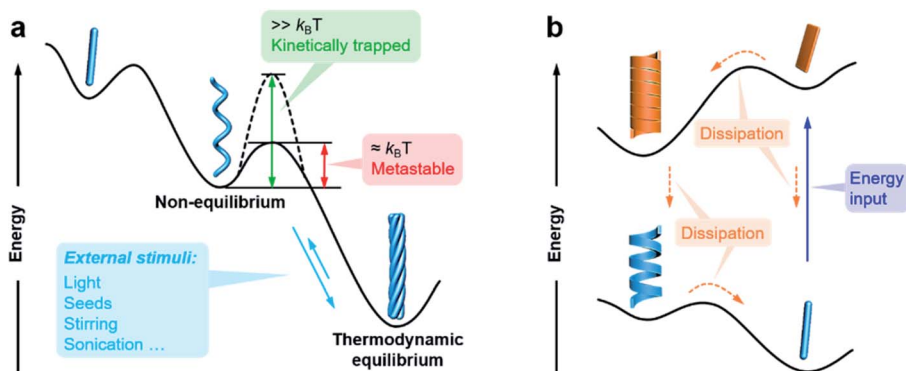 a
>> kBT
Kinetically trapped
≈ kBT
Metastable
Non-equilibrium
Energy
External stimuli:
Light
Seeds
Stirring
Sonication ...
Thermodynamic
equilibrium
b
Energy
Dissipation
Energy
input
Dissipation